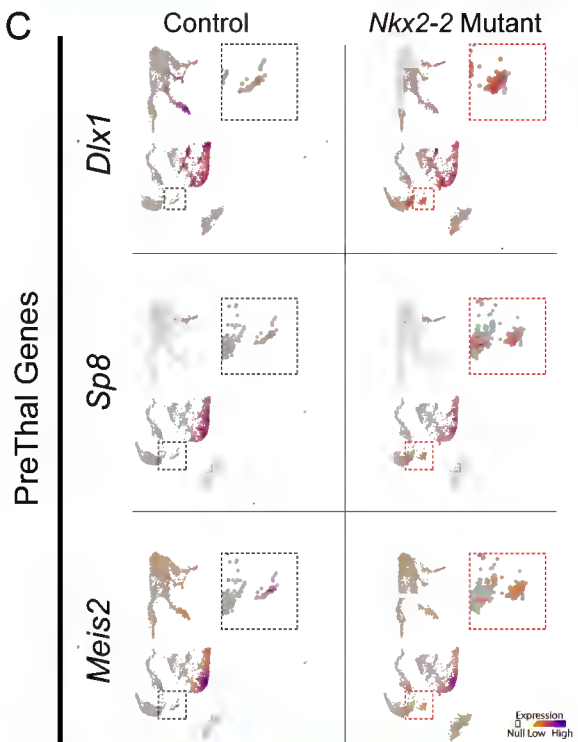 C
Control
Nkx2-2 Mutant
PreThal Genes
Dlx1
Sp8
Meis2
Expression
Null Low High